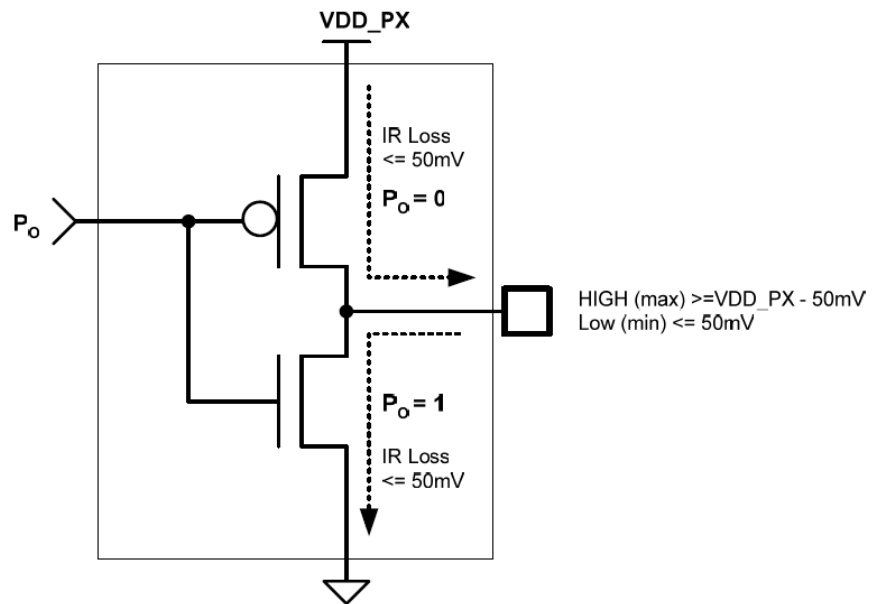 VDD_PX
IR Loss
<= 50mV
Po = 0
Po
HIGH (max) >=VDD_PX - 50mV
Low (min) <= 50mV
Po = 1
IR Loss
<= 50mV